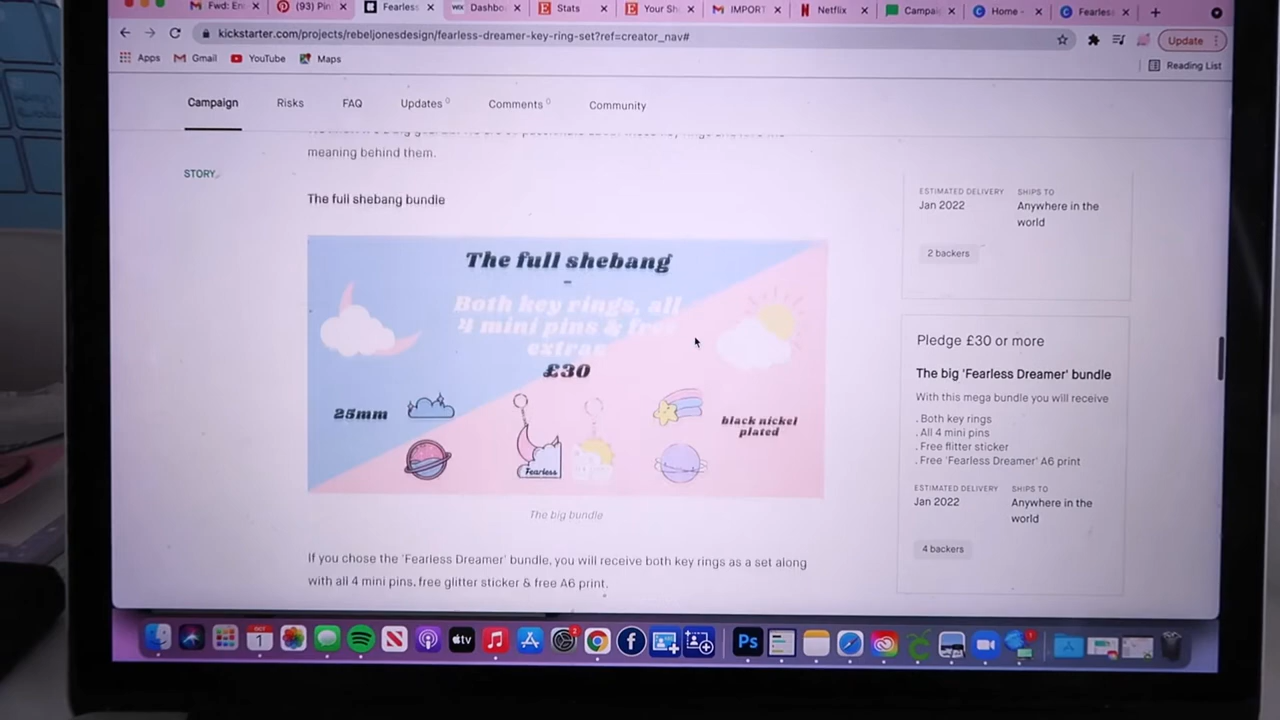 Fwd: En
(93) Pin
Fearless
Dashbo
Stats
Your Sh
IMPORT
Netflix
Campai
Home -
Fearles
kickstarter.com/projects/rebeljonesdesign/fearless-dreamer-key-ring-set?ref=creator_nav#
Update
Apps
Gmail
YouTube
Maps
Reading List
Campaign
Risks
FAQ
Updates 0
Comments 0
Community
meaning behind them.
STORY
The full shebang bundle
The full shebang
-
Both key rings, all
4 mini pins & free
extras
£30
25mm
black nickel
plated
Fearless
The big bundle
If you chose the 'Fearless Dreamer' bundle, you will receive both key rings as a set along
with all 4 mini pins, free glitter sticker & free A6 print.
ESTIMATED DELIVERY
Jan 2022
SHIPS TO
Anywhere in the
world
2 backers
Pledge £30 or more
The big 'Fearless Dreamer' bundle
With this mega bundle you will receive
. Both key rings
. All 4 mini pins
. Free flitter sticker
. Free 'Fearless Dreamer' A6 print
ESTIMATED DELIVERY
Jan 2022
SHIPS TO
Anywhere in the
world
4 backers
OCT
1
tv
Ps